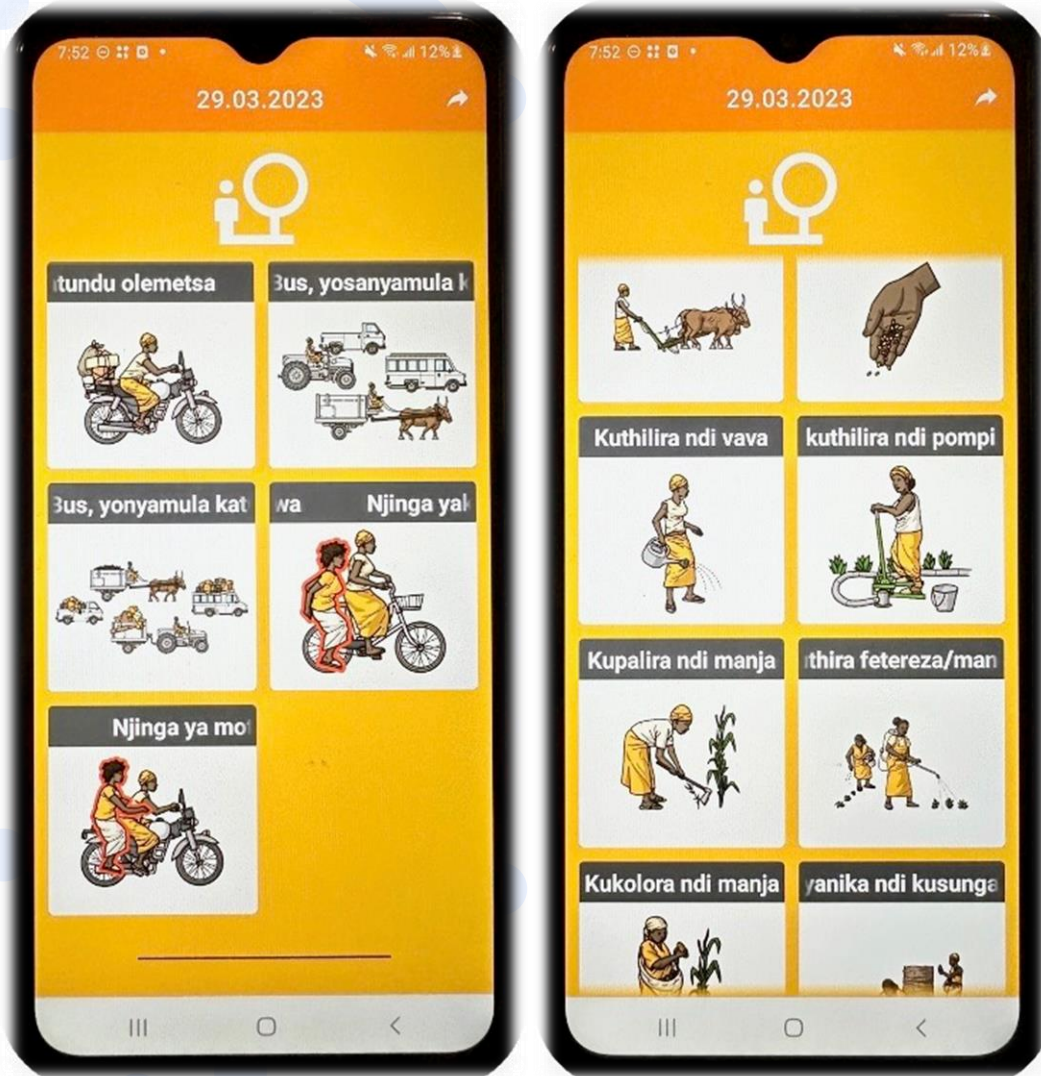 7:52
12%
29.03.2023
tundu olemetsa
Bus, yosanyamula k
Bus, yonyamula kat
wa Njinga yak
Njinga ya mot
7:52
12%
29.03.2023
Kuthilira ndi vava
kuthilira ndi pompi
Kupalira ndi manja
thira fetereza/man
Kukolora ndi manja
yanika ndi kusunga